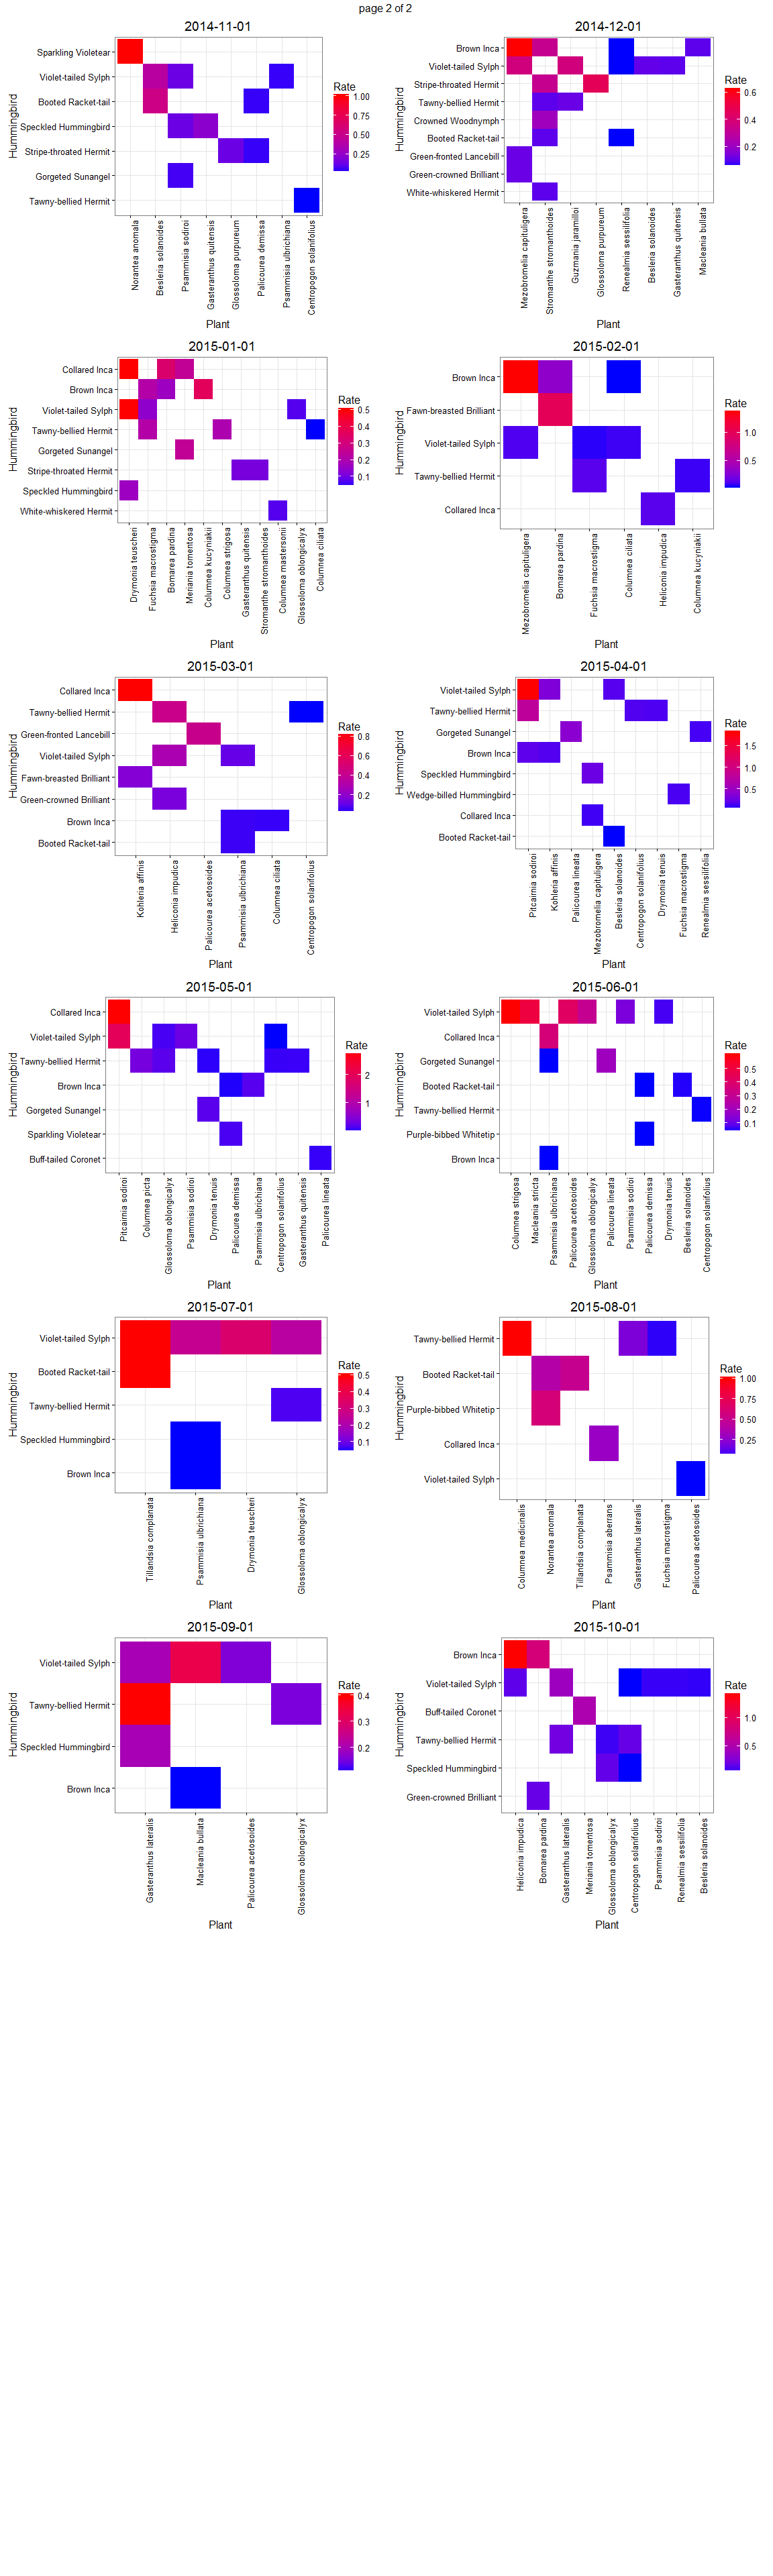 page 2 of 2
2014-11-01
Hummingbird
Sparkling Violetear
Violet-tailed Sylph
Booted Racket-tail
Speckled Hummingbird
Stripe-throated Hermit
Gorgeted Sunangel
Tawny-bellied Hermit
Norantea anomala
Besleria solanoides
Psammisia sodiroi
Gasteranthus quitensis
Glossoloma purpureum
Palicourea demissa
Psammisia ulbrichiana
Centropogon solanifolius
Plant
Rate
1.00
0.75
0.50
0.25
2014-12-01
Hummingbird
Brown Inca
Violet-tailed Sylph
Stripe-throated Hermit
Tawny-bellied Hermit
Crowned Woodnymph
Booted Racket-tail
Green-fronted Lancebill
Green-crowned Brilliant
White-whiskered Hermit
Mezobromelia capituligera
Stromanthe stromanthoides
Guzmania jaramilloi
Glossoloma purpureum
Renealmia sessilifolia
Besleria solanoides
Gasteranthus quitensis
Macleania bullata
Plant
Rate
0.6
0.4
0.2
2015-01-01
Hummingbird
Collared Inca
Brown Inca
Violet-tailed Sylph
Tawny-bellied Hermit
Gorgeted Sunangel
Stripe-throated Hermit
Speckled Hummingbird
White-whiskered Hermit
Drymonia teuscheri
Fuchsia macrostigma
Bomarea pardina
Meriania tomentosa
Columnea kucyniakii
Columnea strigosa
Gasteranthus quitensis
Stromanthe stromanthoides
Columnea mastersonii
Glossoloma oblongicalyx
Columnea ciliata
Plant
Rate
0.5
0.4
0.3
0.2
0.1
2015-02-01
Hummingbird
Brown Inca
Fawn-breasted Brilliant
Violet-tailed Sylph
Tawny-bellied Hermit
Collared Inca
Mezobromelia capituligera
Bomarea pardina
Fuchsia macrostigma
Columnea ciliata
Heliconia impudica
Columnea kucyniakii
Plant
Rate
1.0
0.5
2015-03-01
Hummingbird
Collared Inca
Tawny-bellied Hermit
Green-fronted Lancebill
Violet-tailed Sylph
Fawn-breasted Brilliant
Green-crowned Brilliant
Brown Inca
Booted Racket-tail
Kohleria affinis
Heliconia impudica
Palicourea acetosoides
Psammisia ulbrichiana
Columnea ciliata
Centropogon solanifolius
Plant
Rate
0.8
0.6
0.4
0.2
2015-04-01
Hummingbird
Violet-tailed Sylph
Tawny-bellied Hermit
Gorgeted Sunangel
Brown Inca
Speckled Hummingbird
Wedge-billed Hummingbird
Collared Inca
Booted Racket-tail
Pitcairnia sodiroi
Kohleria affinis
Palicourea lineata
Mezobromelia capituligera
Besleria solanoides
Centropogon solanifolius
Drymonia tenuis
Fuchsia macrostigma
Renealmia sessilifolia
Plant
Rate
1.5
1.0
0.5
2015-05-01
Hummingbird
Collared Inca
Violet-tailed Sylph
Tawny-bellied Hermit
Brown Inca
Gorgeted Sunangel
Sparkling Violetear
Buff-tailed Coronet
Pitcairnia sodiroi
Columnea picta
Glossoloma oblongicalyx
Psammisia sodiroi
Drymonia tenuis
Palicourea demissa
Psammisia ulbrichiana
Centropogon solanifolius
Gasteranthus quitensis
Palicourea lineata
Plant
Rate
2
1
2015-06-01
Hummingbird
Violet-tailed Sylph
Collared Inca
Gorgeted Sunangel
Booted Racket-tail
Tawny-bellied Hermit
Purple-bibbed Whitetip
Brown Inca
Columnea strigosa
Macleania stricta
Psammisia ulbrichiana
Palicourea acetosoides
Glossoloma oblongicalyx
Palicourea lineata
Psammisia sodiroi
Palicourea demissa
Drymonia tenuis
Besleria solanoides
Centropogon solanifolius
Plant
Rate
0.5
0.4
0.3
0.2
0.1
2015-07-01
Hummingbird
Violet-tailed Sylph
Booted Racket-tail
Tawny-bellied Hermit
Speckled Hummingbird
Brown Inca
Tillandsia complanata
Psammisia ulbrichiana
Drymonia teuscheri
Glossoloma oblongicalyx
Plant
Rate
0.5
0.4
0.3
0.2
0.1
2015-08-01
Hummingbird
Tawny-bellied Hermit
Booted Racket-tail
Purple-bibbed Whitetip
Collared Inca
Violet-tailed Sylph
Columnea medicinalis
Norantea anomala
Tillandsia complanata
Psammisia aberrans
Gasteranthus lateralis
Fuchsia macrostigma
Palicourea acetosoides
Plant
Rate
1.00
0.75
0.50
0.25
2015-09-01
Hummingbird
Violet-tailed Sylph
Tawny-bellied Hermit
Speckled Hummingbird
Brown Inca
Gasteranthus lateralis
Macleania bullata
Palicourea acetosoides
Glossoloma oblongicalyx
Plant
Rate
0.4
0.3
0.2
2015-10-01
Hummingbird
Brown Inca
Violet-tailed Sylph
Buff-tailed Coronet
Tawny-bellied Hermit
Speckled Hummingbird
Green-crowned Brilliant
Heliconia impudica
Bomarea pardina
Gasteranthus lateralis
Meriania tomentosa
Glossoloma oblongicalyx
Centropogon solanifolius
Psammisia sodiroi
Renealmia sessilifolia
Besleria solanoides
Plant
Rate
1.0
0.5